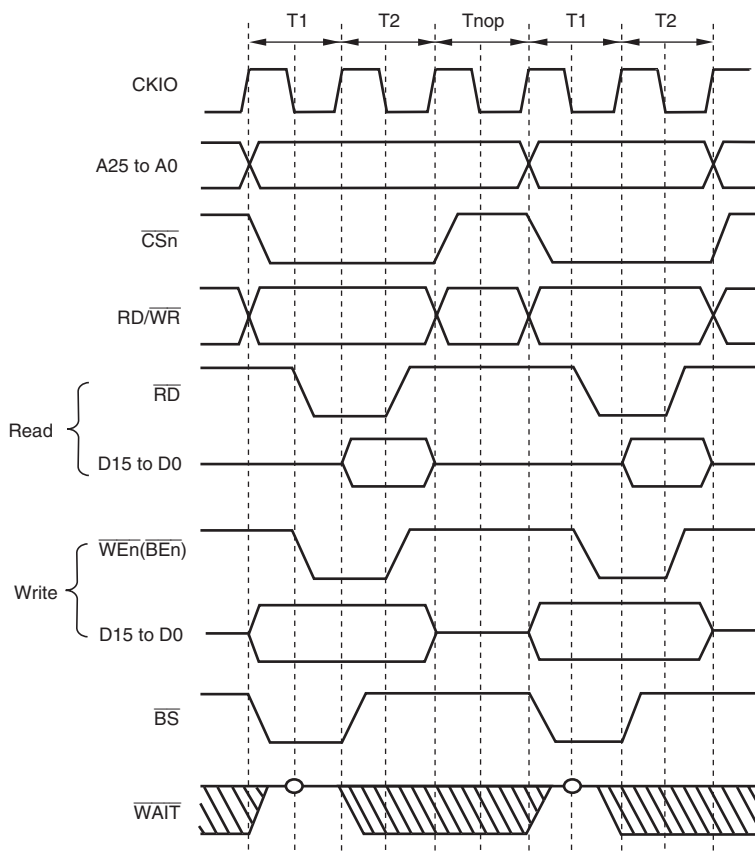 T1 T2 Tnop T1 T2
CKIO
A25 to A0
CSn
RD/WR
RD
Read
D15 to D0
WEn(BEn)
Write
D15 to D0
BS
WAIT